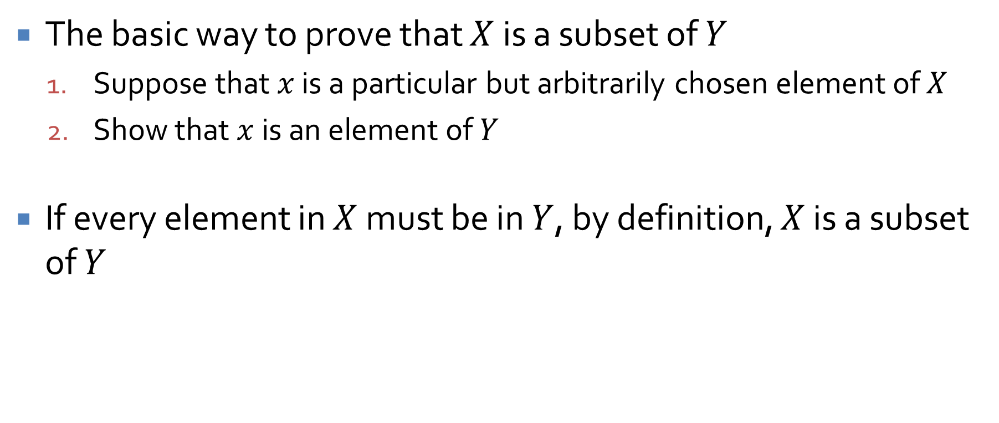 ▪ The basic way to prove that X is a subset of Y
1. Suppose that x is a particular but arbitrarily chosen element of X
2. Show that x is an element of Y
▪ If every element in X must be in Y, by definition, X is a subset
of Y